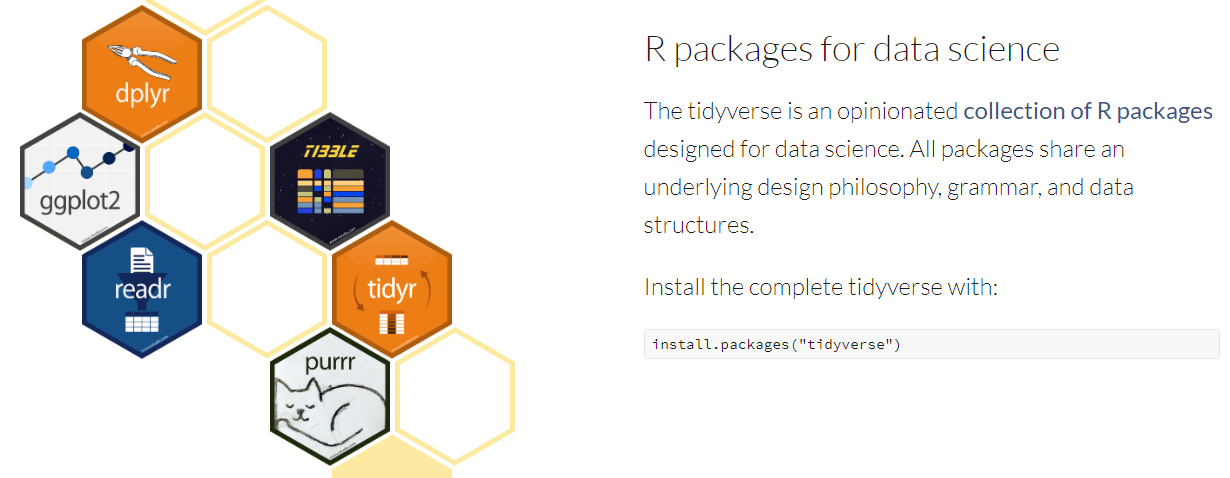 dplyr
ggplot2
TIBBLE
readr
tidyr
purrr
R packages for data science
The tidyverse is an opinionated collection of R packages
designed for data science. All packages share an
underlying design philosophy, grammar, and data
structures.
Install the complete tidyverse with:
install.packages("tidyverse")